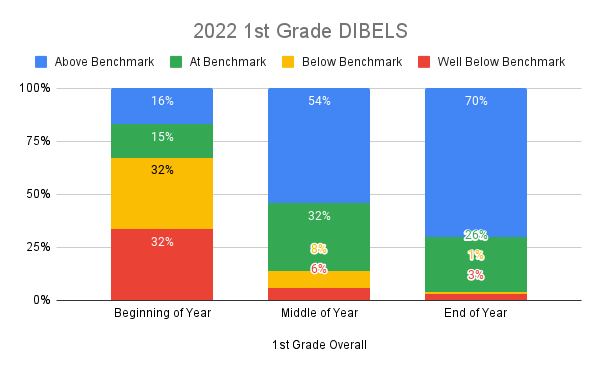 2022 1st Grade DIBELS
Above Benchmark At Benchmark Below Benchmark Well Below Benchmark
100%
75%
50%
25%
0%
16% 54% 70%
15%
32%
32%
32%
8%
6%
26%
1%
3%
Beginning of Year Middle of Year End of Year
1st Grade Overall